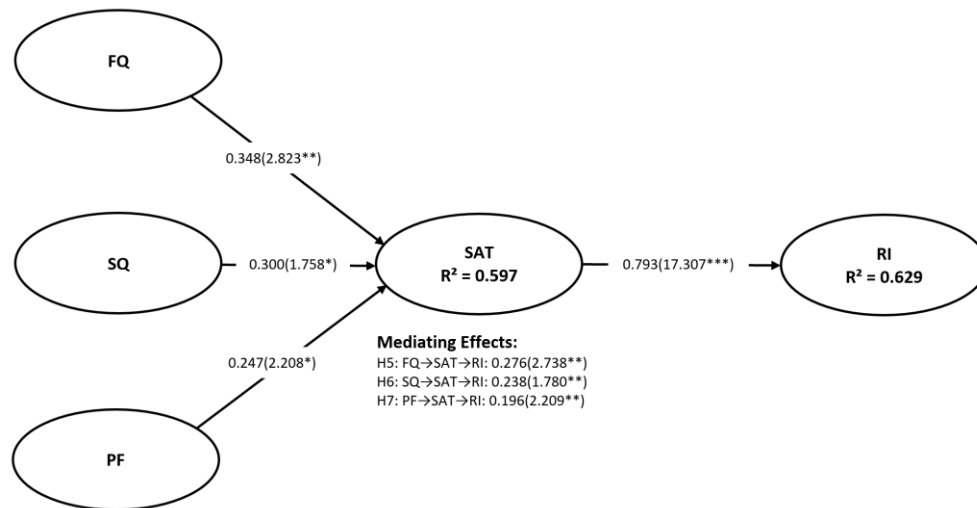 FQ
0.348(2.823**)
SQ
0.300(1.758*)
SAT
R² = 0.597
0.793(17.307***)
RI
R² = 0.629
0.247(2.208*)
Mediating Effects:
H5: FQ→SAT→RI: 0.276(2.738**)
H6: SQ→SAT→RI: 0.238(1.780**)
H7: PF→SAT→RI: 0.196(2.209**)
PF